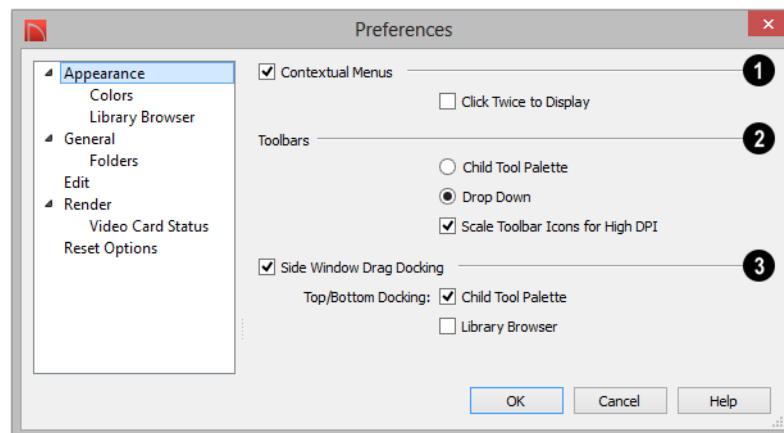 Preferences
Appearance
Colors
Library Browser
General
Folders
Edit
Render
Video Card Status
Reset Options
Contextual Menus 1
Click Twice to Display
Toolbars 2
Child Tool Palette
Drop Down
Scale Toolbar Icons for High DPI
Side Window Drag Docking 3
Top/Bottom Docking: Child Tool Palette
Library Browser
OK Cancel Help